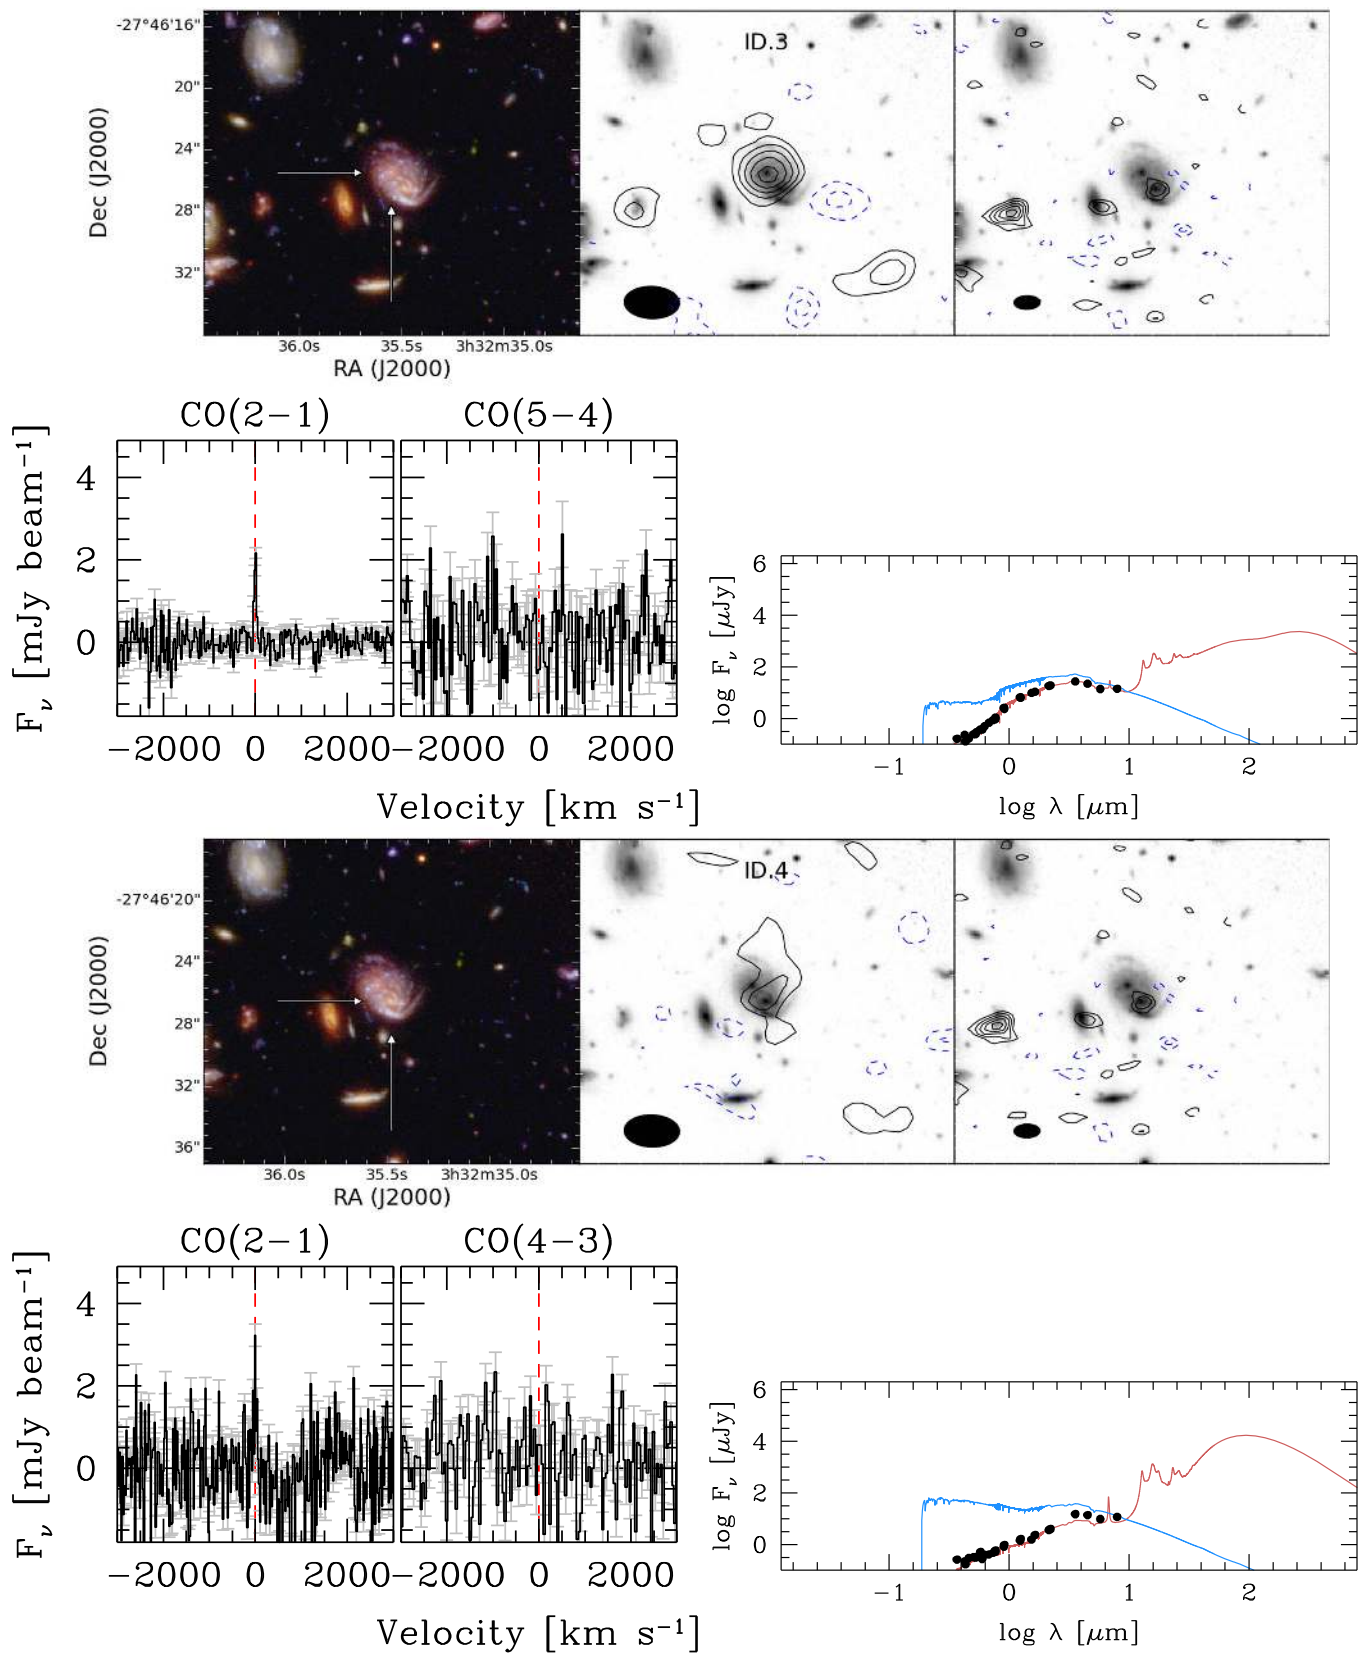 -27°46'16"
20"
24"
28"
32"
Dec (J2000)
ID.3
36.0s 35.5s 3h32m35.0s
RA (J2000)
CO(2−1) CO(5−4)
F_ν [mJy beam⁻¹]
4
2
0
−2000 0 2000 −2000 0 2000
Velocity [km s⁻¹]
log F_ν [μJy]
6
4
2
0
−1 0 1 2
log λ [μm]
-27°46'20"
24"
28"
32"
36"
Dec (J2000)
ID.4
36.0s 35.5s 3h32m35.0s
RA (J2000)
CO(2−1) CO(4−3)
F_ν [mJy beam⁻¹]
4
2
0
−2000 0 2000 −2000 0 2000
Velocity [km s⁻¹]
log F_ν [μJy]
6
4
2
0
−1 0 1 2
log λ [μm]